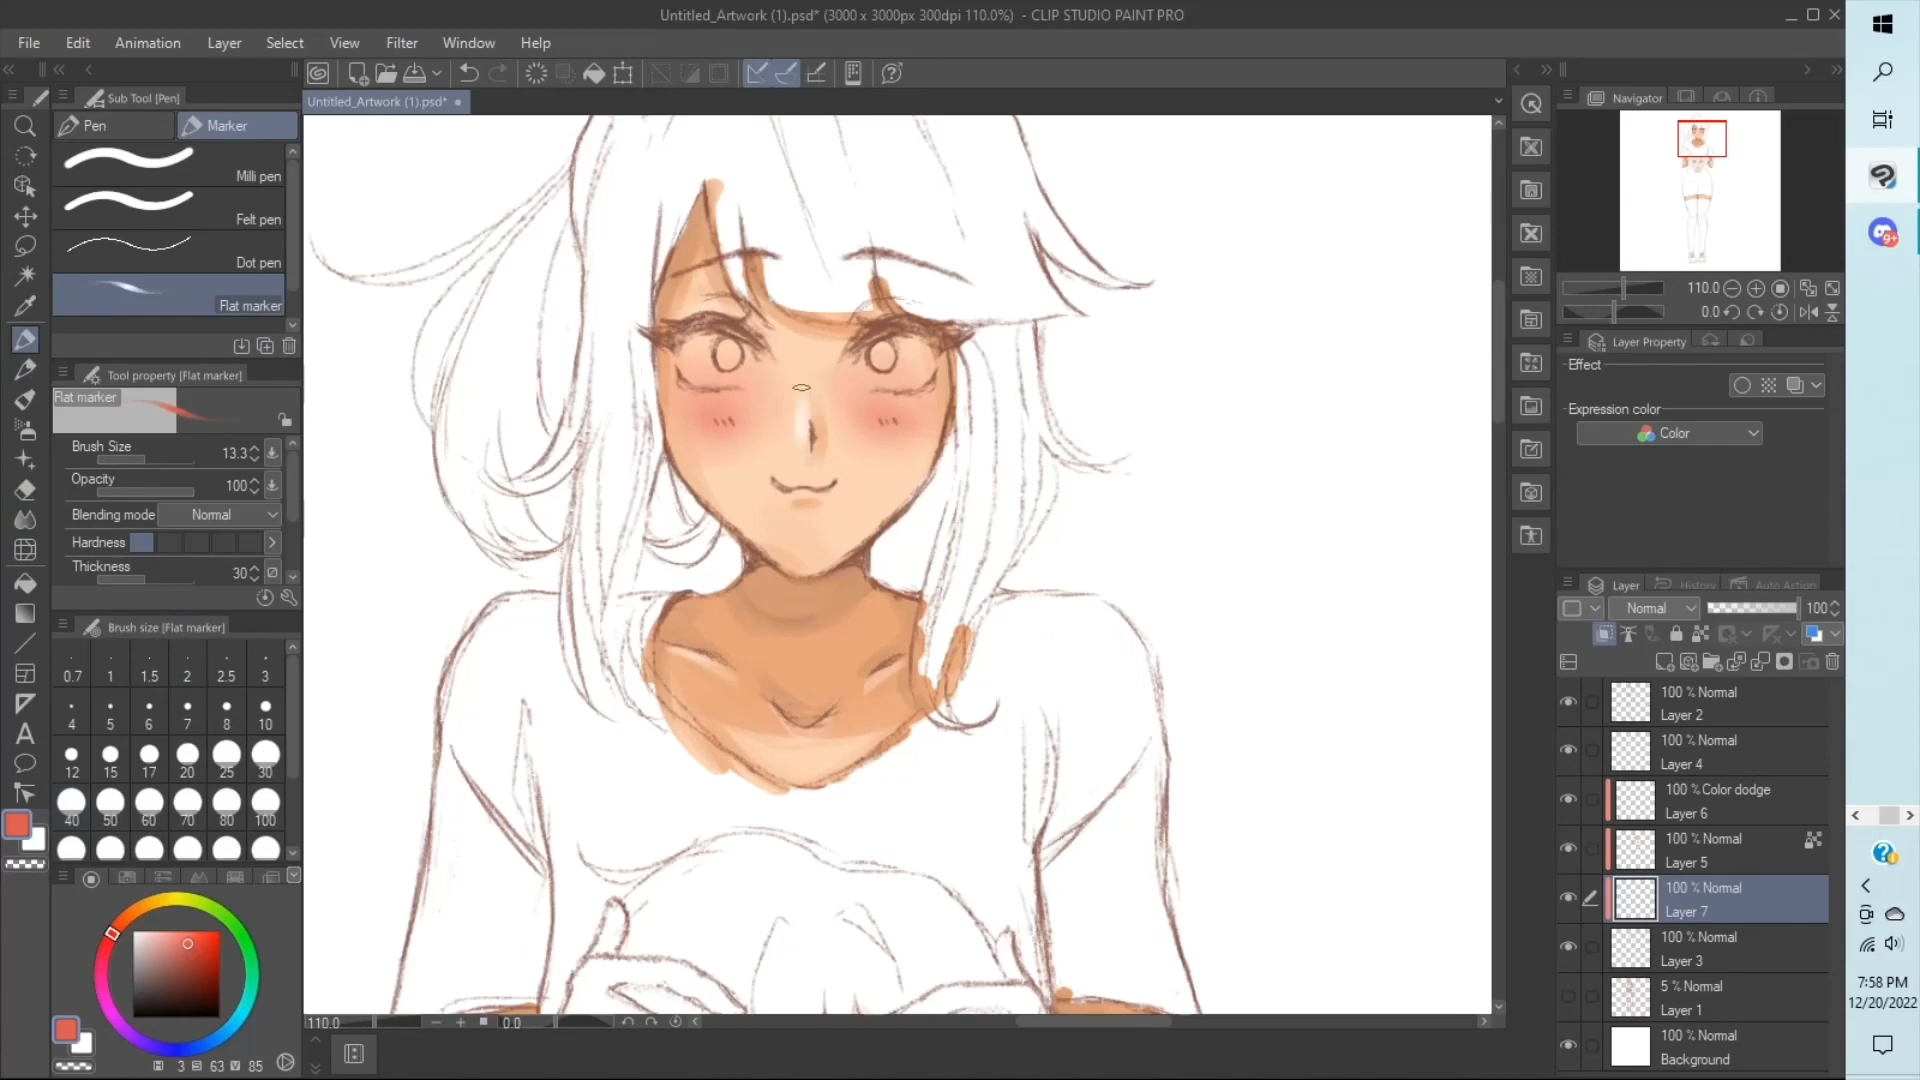 Untitled_Artwork (1).psd* (3000 x 3000px 300dpi 110.0%) - CLIP STUDIO PAINT PRO
File Edit Animation Layer Select View Filter Window Help
Sub Tool [Pen]
Untitled_Artwork (1).psd*
Pen Marker
Milli pen
Felt pen
Dot pen
Flat marker
Tool property [Flat marker]
Flat marker
Brush Size 13.3
Opacity 100
Blending mode Normal
Hardness
Thickness 30
Brush size [Flat marker]
0.7 1 1.5 2 2.5 3
4 5 6 7 8 10
12 15 17 20 25 30
40 50 60 70 80 100
3 63 85
110.0 0.0
Navigator
110.0
0.0
Layer Property
Effect
Expression color
Color
Layer History Auto Action
Normal 100
100 % Normal
Layer 2
100 % Normal
Layer 4
100 % Color dodge
Layer 6
100 % Normal
Layer 5
100 % Normal
Layer 7
100 % Normal
Layer 3
5 % Normal
Layer 1
100 % Normal
Background
9+
7:58 PM
12/20/2022